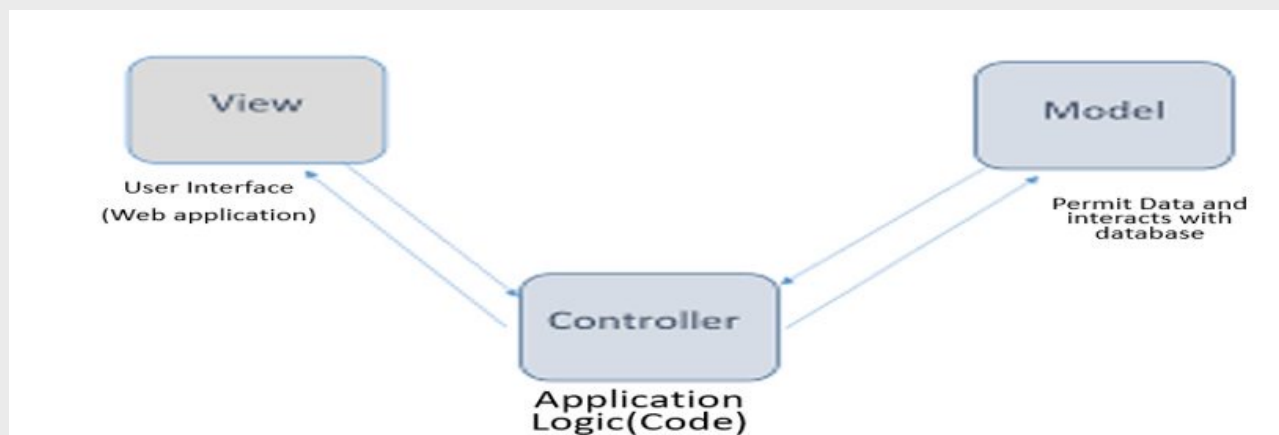 View
Model
User Interface
(Web application)
Permit Data and
interacts with
database
Controller
Application
Logic(Code)